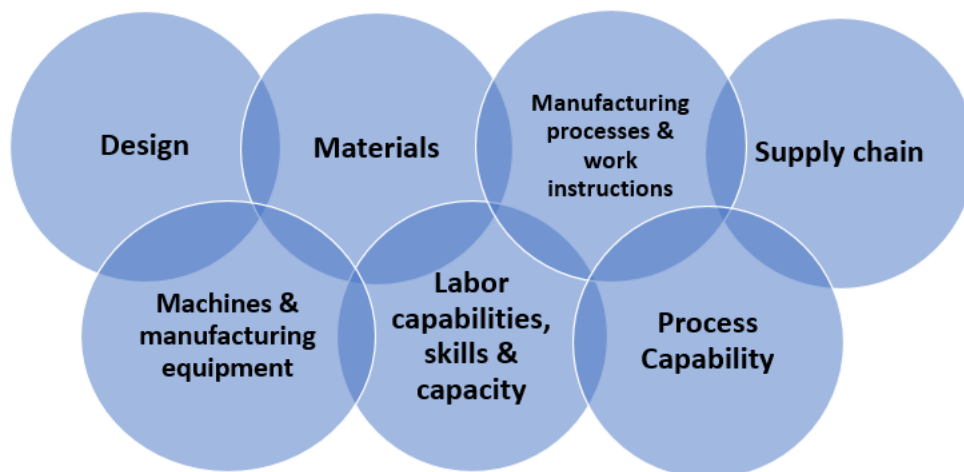 Design
Materials
Manufacturing
processes &
work
instructions
Supply chain
Machines &
manufacturing
equipment
Labor
capabilities,
skills &
capacity
Process
Capability